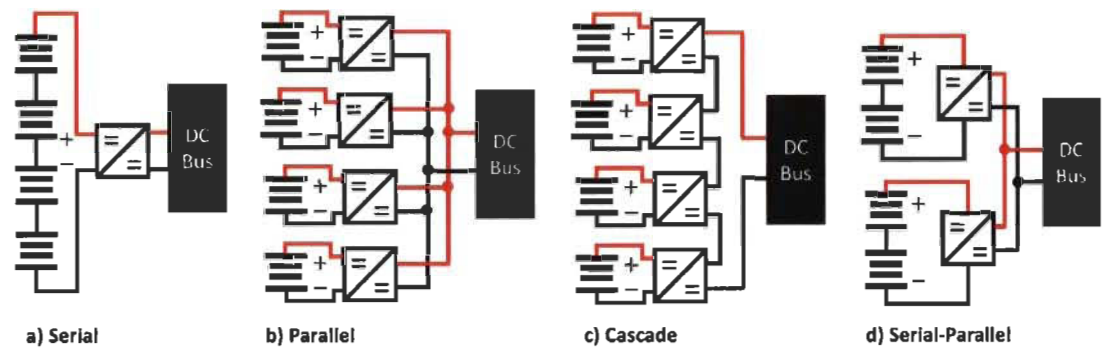 DC
Bus
DC
Bus
DC
Bus
DC
Bus
a) Serial
b) Parallel
c) Cascade
d) Serial-Parallel